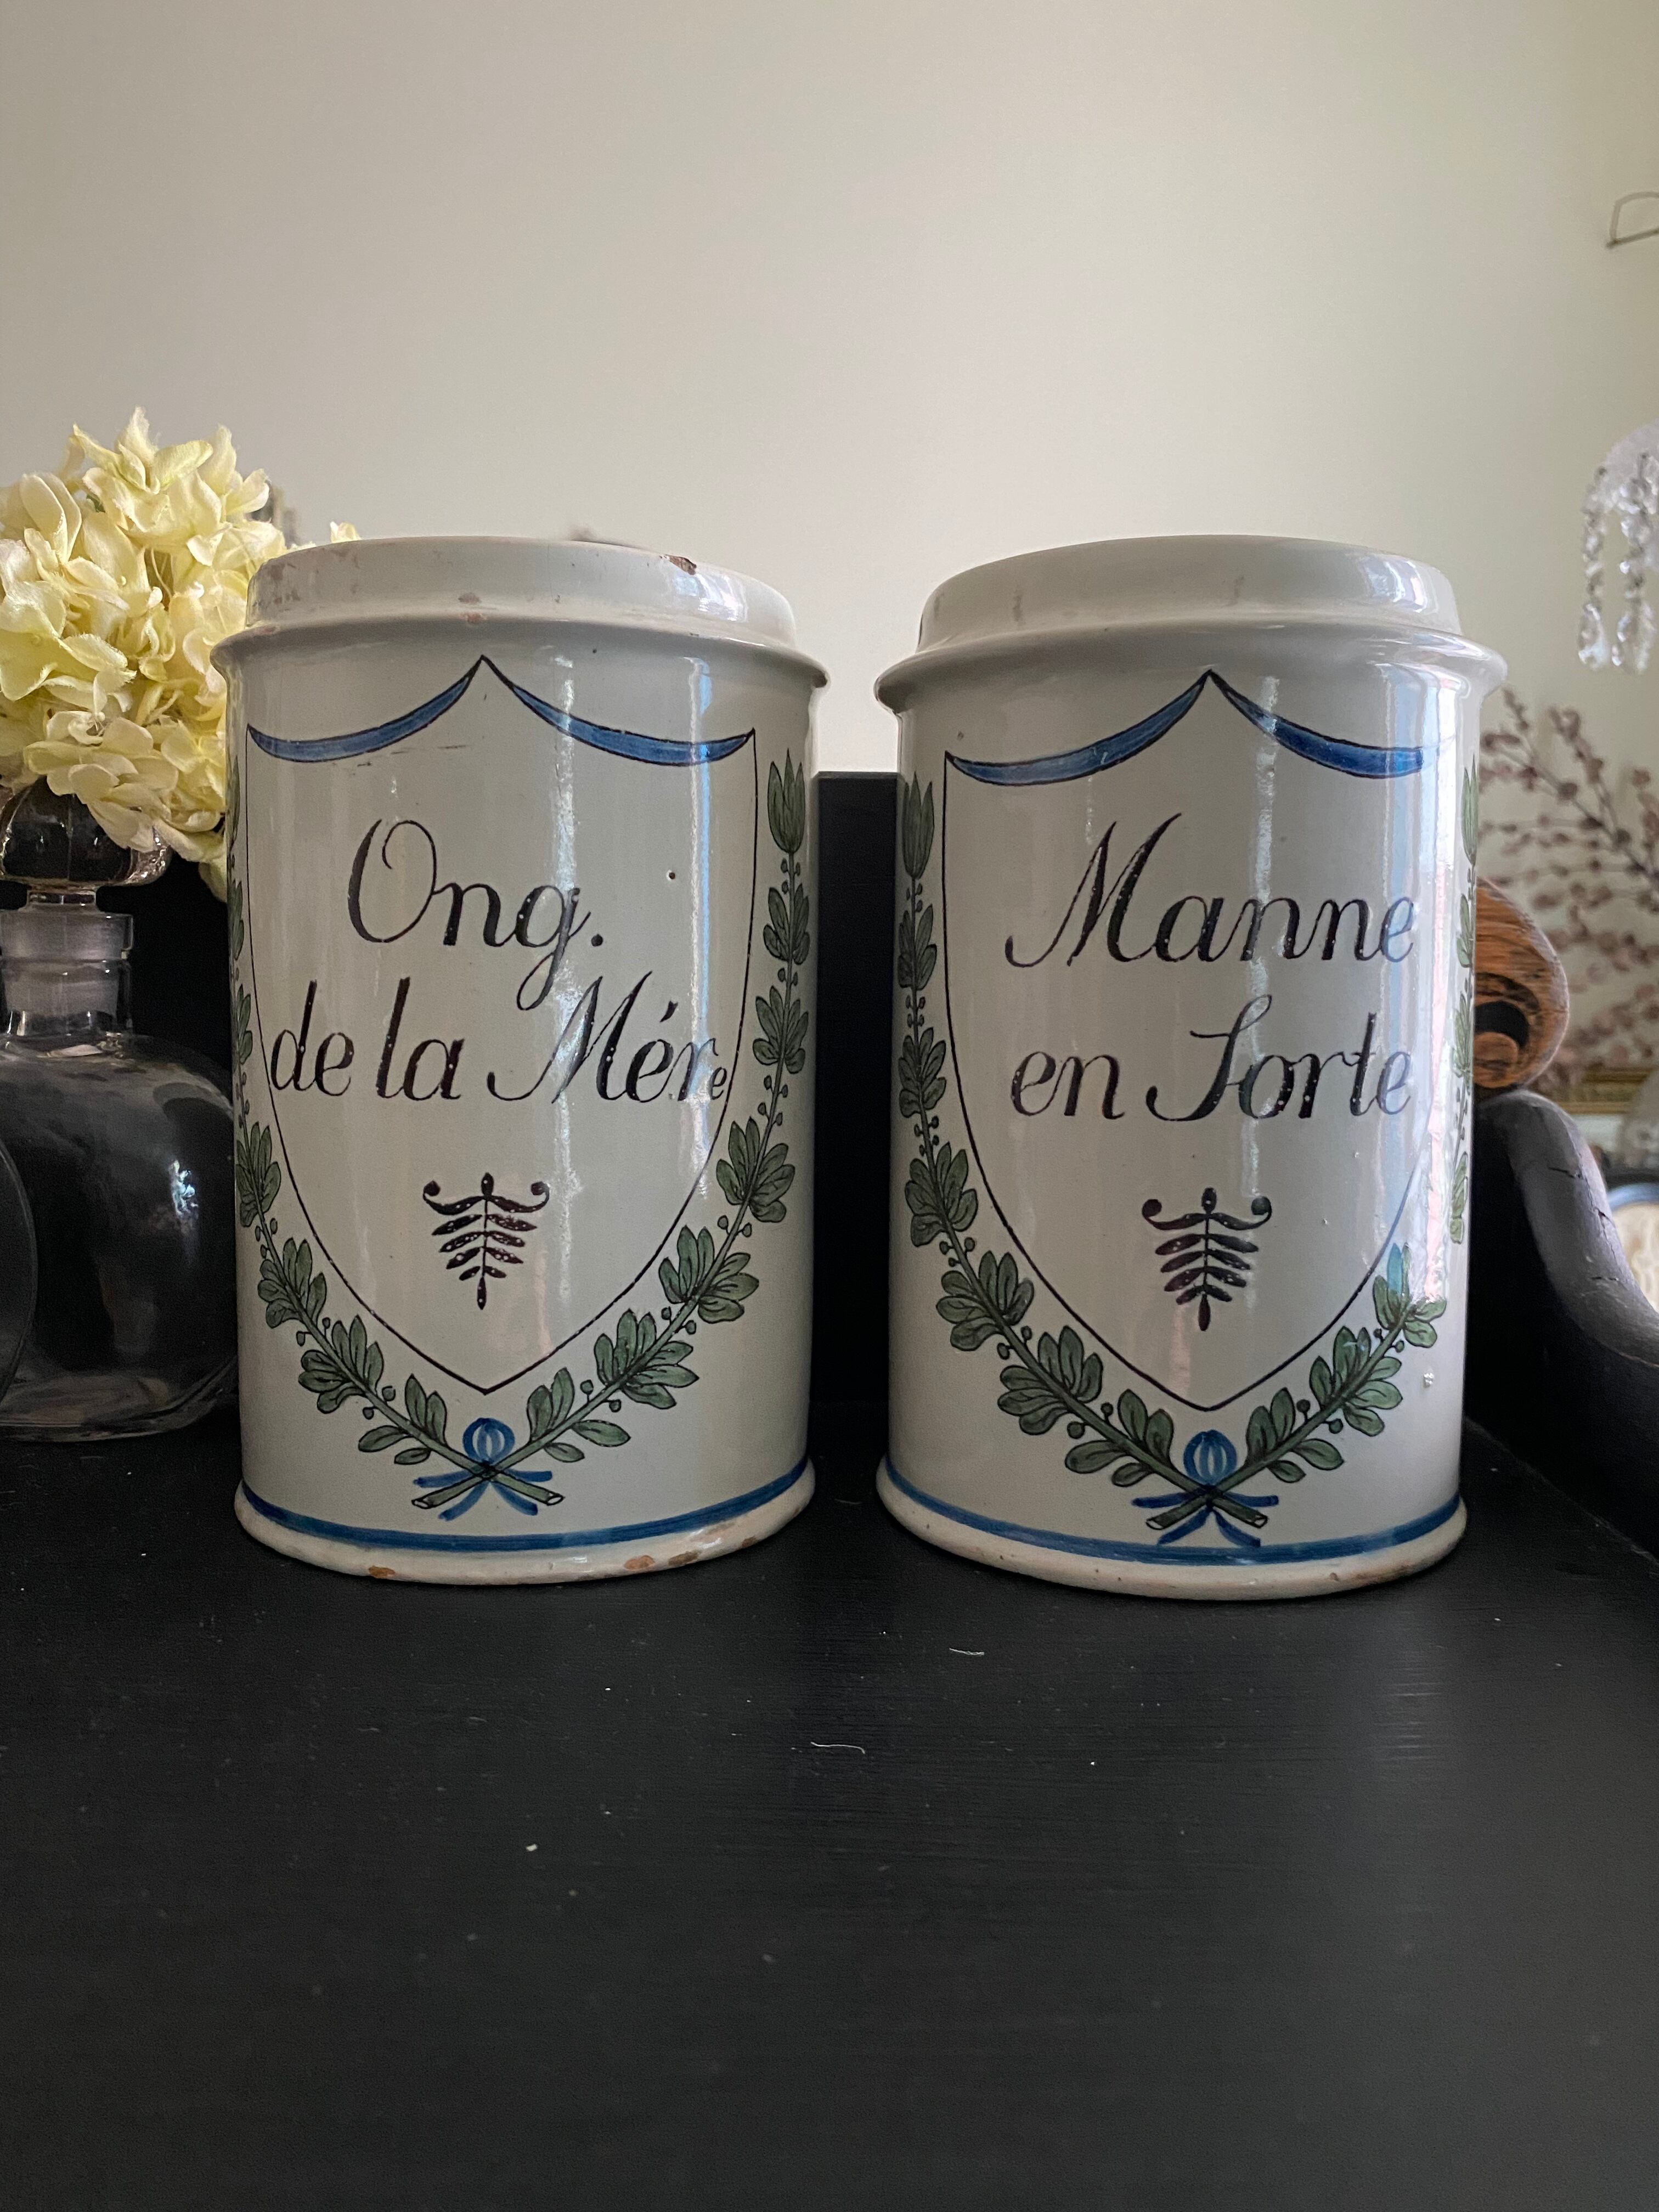 Ong.
de la Mére
Manne
en Sorte